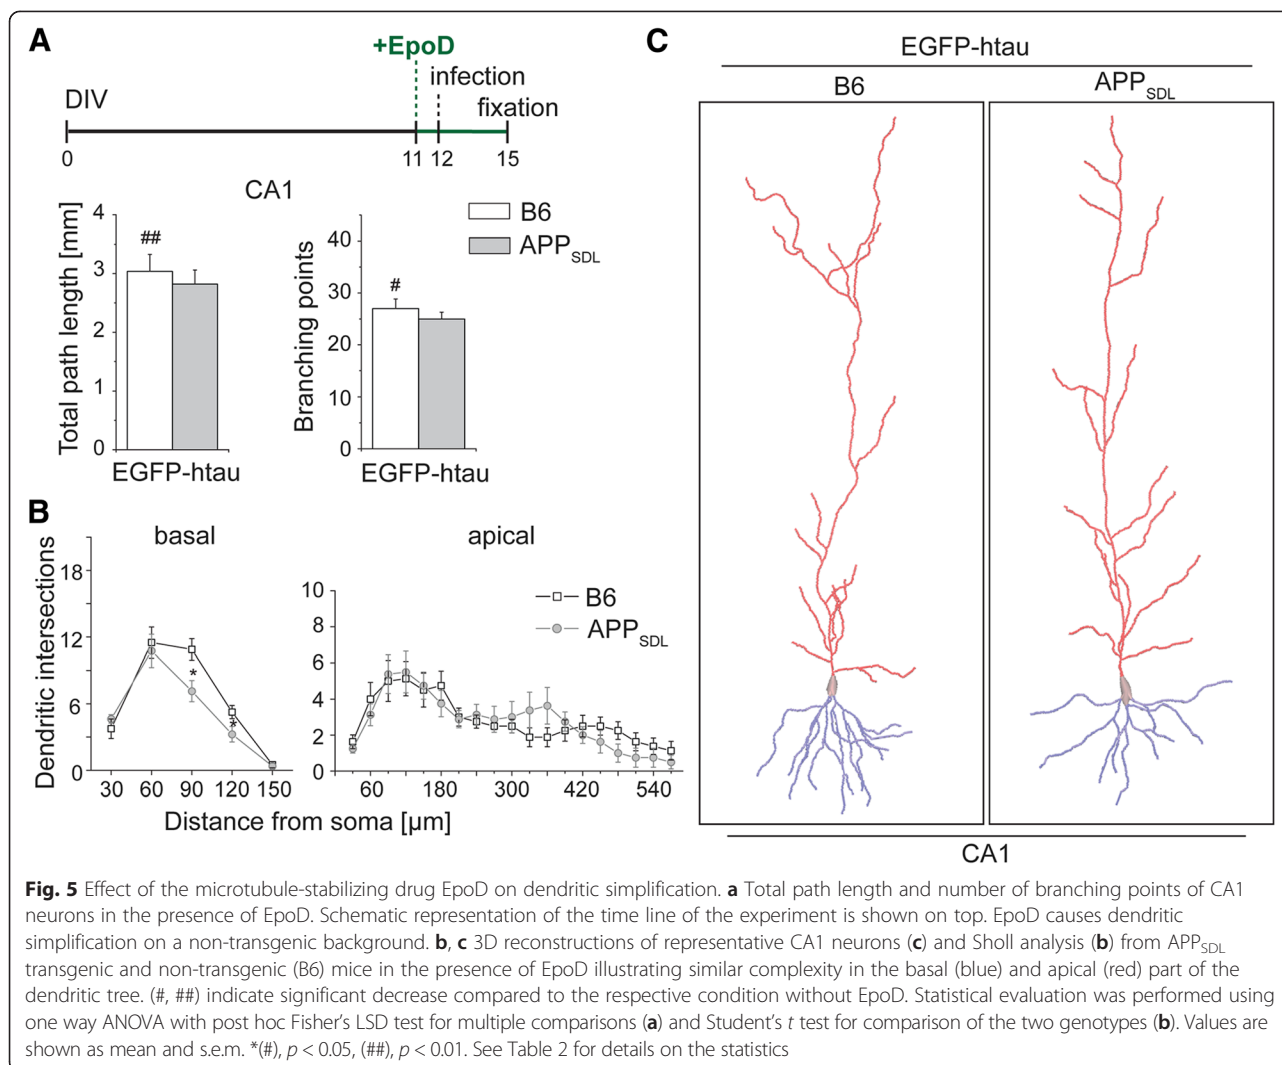 A
+EpoD
infection
fixation
DIV
0 11 12 15
CA1
Total path length [mm]
4
3
2
1
0
##
EGFP-htau
Branching points
40
30
20
10
0
#
EGFP-htau
B6
APPSDL
B
basal
Dendritic intersections
18
12
6
0
*
*
30 60 90 120 150
apical
10
8
6
4
2
0
B6
APPSDL
60 180 300 420 540
Distance from soma [µm]
C
EGFP-htau
B6
APPSDL
CA1
Fig. 5 Effect of the microtubule-stabilizing drug EpoD on dendritic simplification. a Total path length and number of branching points of CA1
neurons in the presence of EpoD. Schematic representation of the time line of the experiment is shown on top. EpoD causes dendritic
simplification on a non-transgenic background. b, c 3D reconstructions of representative CA1 neurons (c) and Sholl analysis (b) from APPSDL
transgenic and non-transgenic (B6) mice in the presence of EpoD illustrating similar complexity in the basal (blue) and apical (red) part of the
dendritic tree. (#, ##) indicate significant decrease compared to the respective condition without EpoD. Statistical evaluation was performed using
one way ANOVA with post hoc Fisher's LSD test for multiple comparisons (a) and Student's t test for comparison of the two genotypes (b). Values are
shown as mean and s.e.m. *(#), p < 0.05, (##), p < 0.01. See Table 2 for details on the statistics